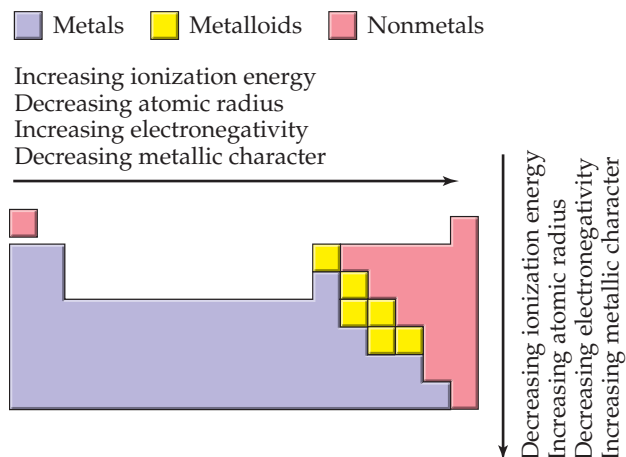 Metals Metalloids Nonmetals
Increasing ionization energy
Decreasing atomic radius
Increasing electronegativity
Decreasing metallic character
Decreasing ionization energy
Increasing atomic radius
Decreasing electronegativity
Increasing metallic character